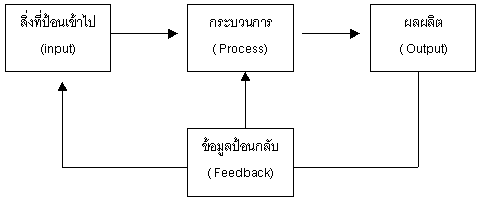 สิ่งที่ป้อนเข้าไป
(input)
กระบวนการ
( Process)
ผลผลิต
( Output)
ข้อมูลป้อนกลับ
( Feedback)